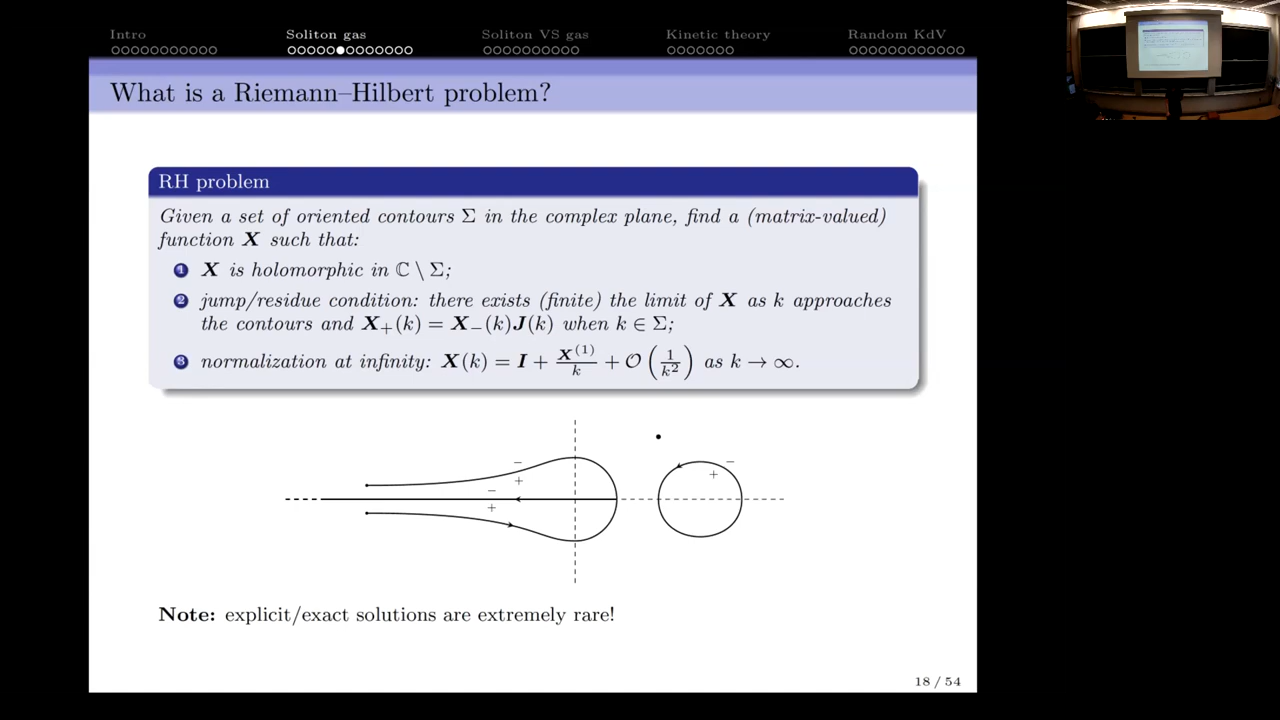 Intro Soliton gas Soliton VS gas Kinetic theory Random KdV
What is a Riemann–Hilbert problem?
RH problem
Given a set of oriented contours Σ in the complex plane, find a (matrix-valued)
function X such that:
1 X is holomorphic in ℂ \ Σ;
2 jump/residue condition: there exists (finite) the limit of X as k approaches
the contours and X₊(k) = X₋(k)J(k) when k ∈ Σ;
3 normalization at infinity: X(k) = I + X⁽¹⁾/k + O(1/k²) as k → ∞.
−
+
−
+
−
+
Note: explicit/exact solutions are extremely rare!
18 / 54